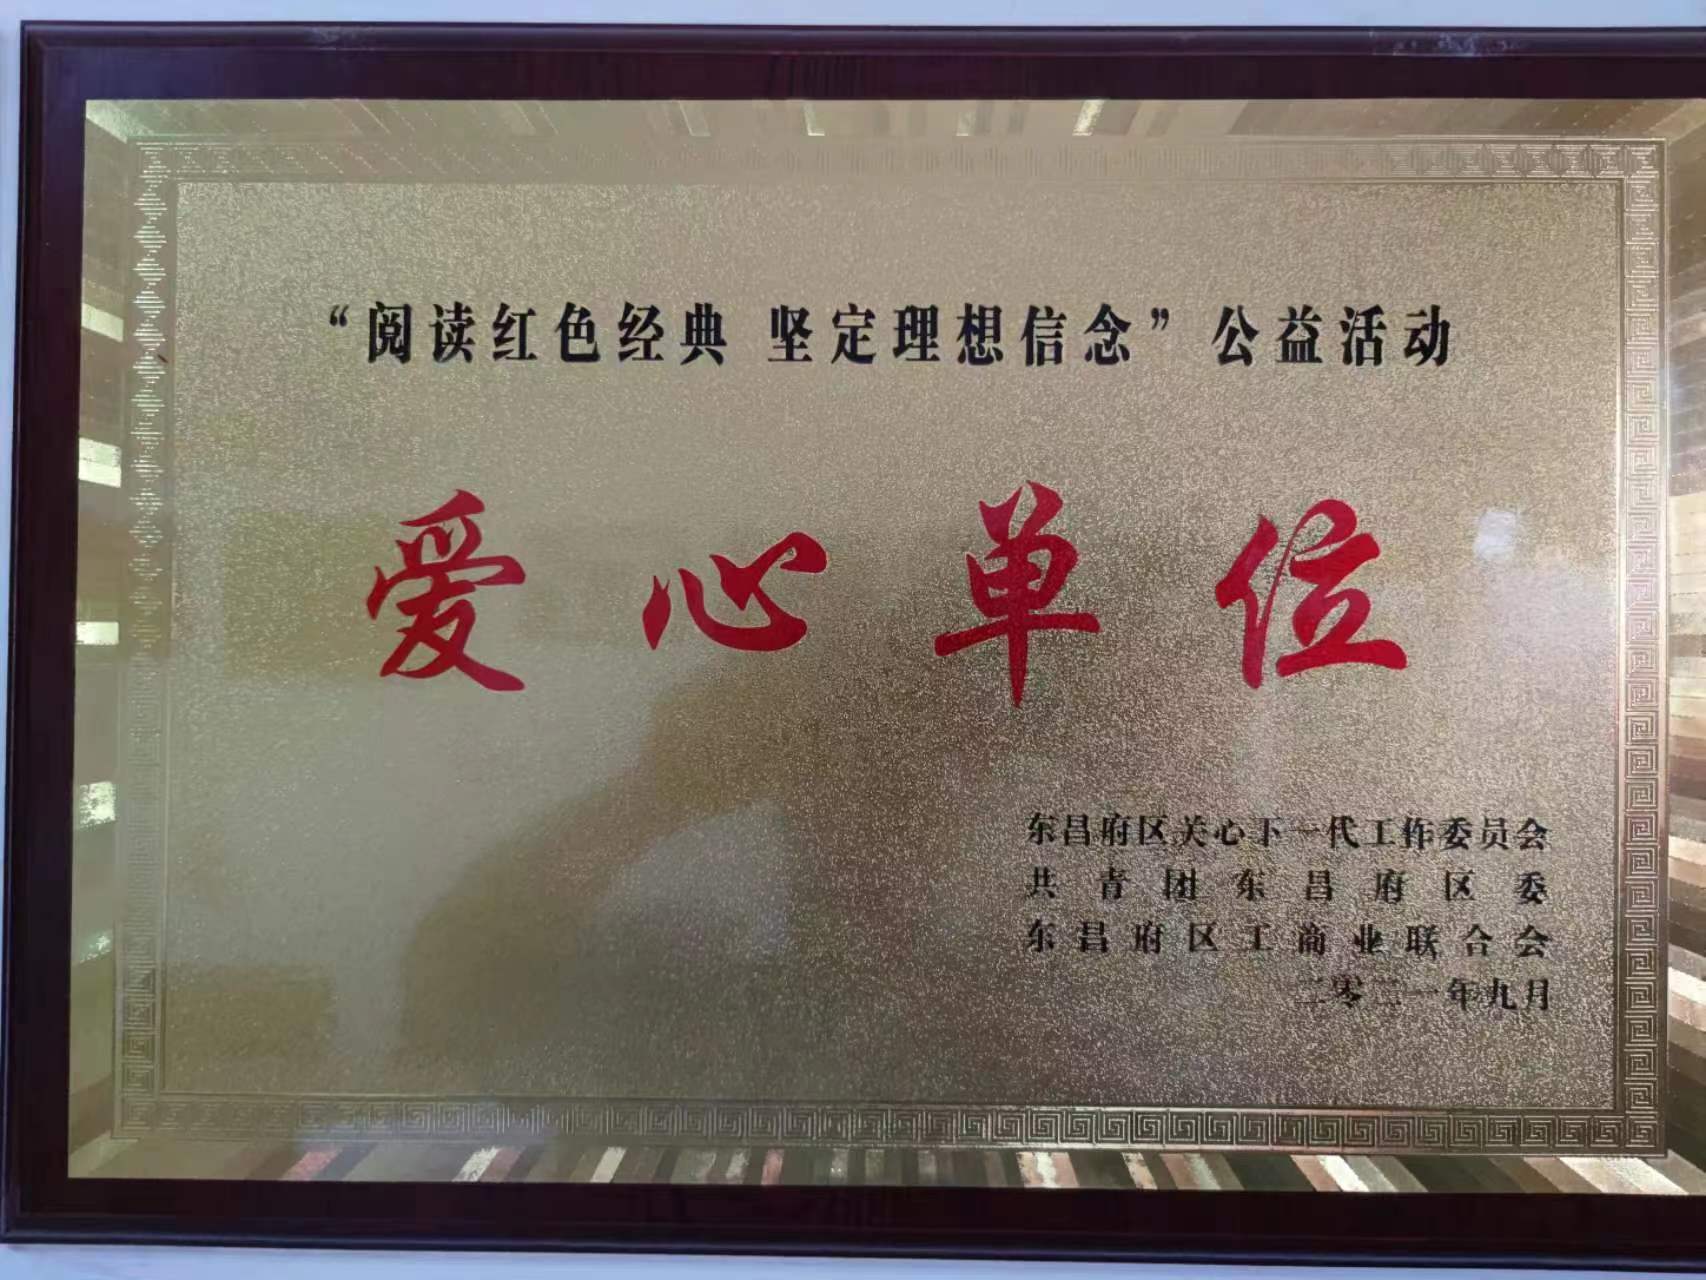 “阅读红色经典 坚定理想信念”公益活动
爱心单位
东昌府区关心下一代工作委员会
共青团东昌府区委
东昌府区工商业联合会
二零二一年九月